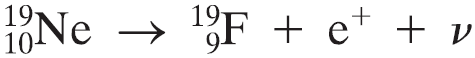 ¹⁹₁₀Ne → ¹⁹₉F + e⁺ + ν